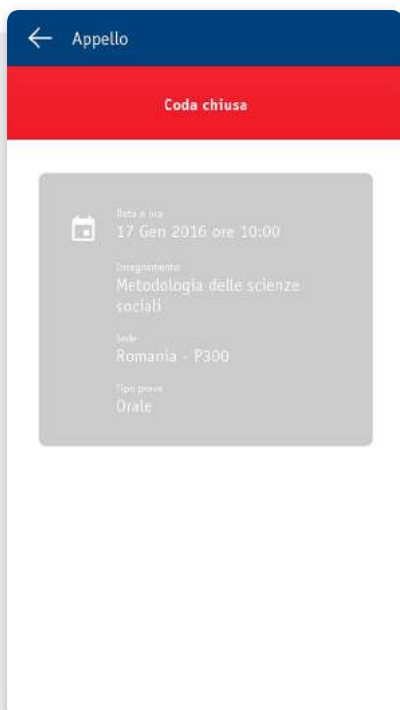 Appello
Coda chiusa
Data e ora
17 Gen 2016 ore 10:00
Insegnamento
Metodologia delle scienze
sociali
Sede
Romania - P300
Tipo prova
Orale